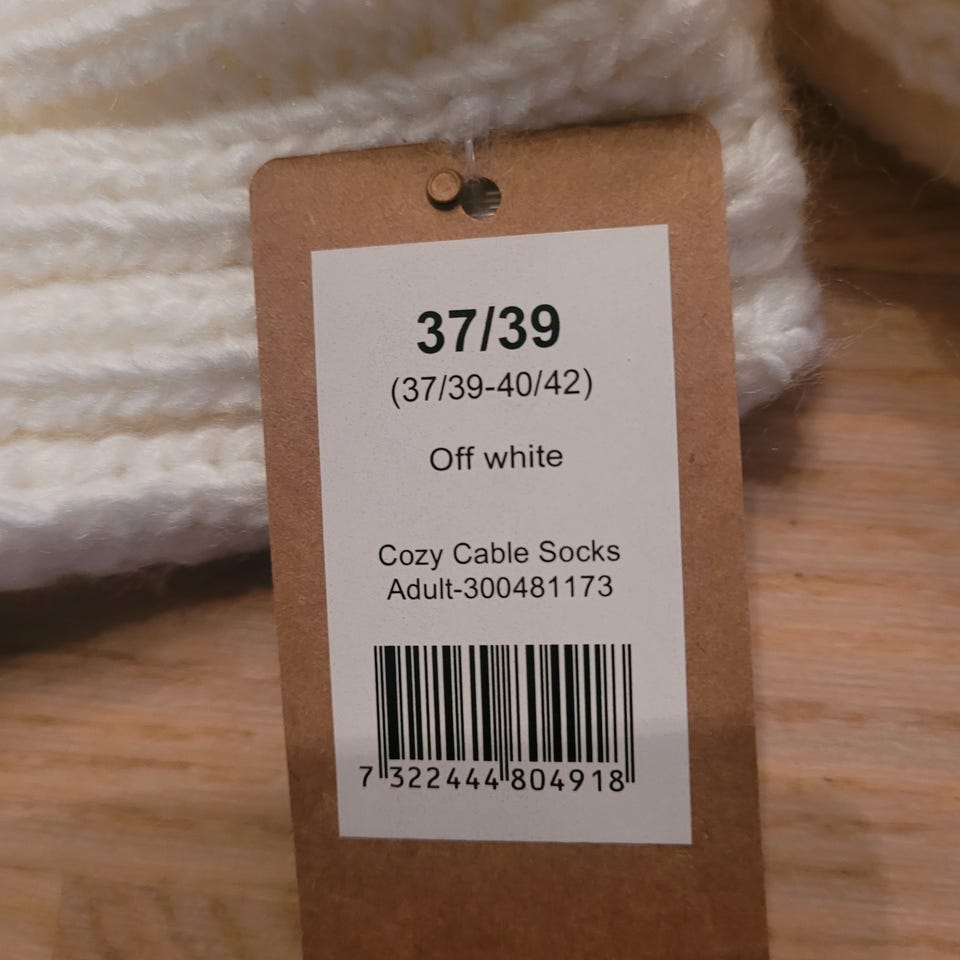 37/39
(37/39-40/42)
Off white
Cozy Cable Socks
Adult-300481173
7 322444 804918